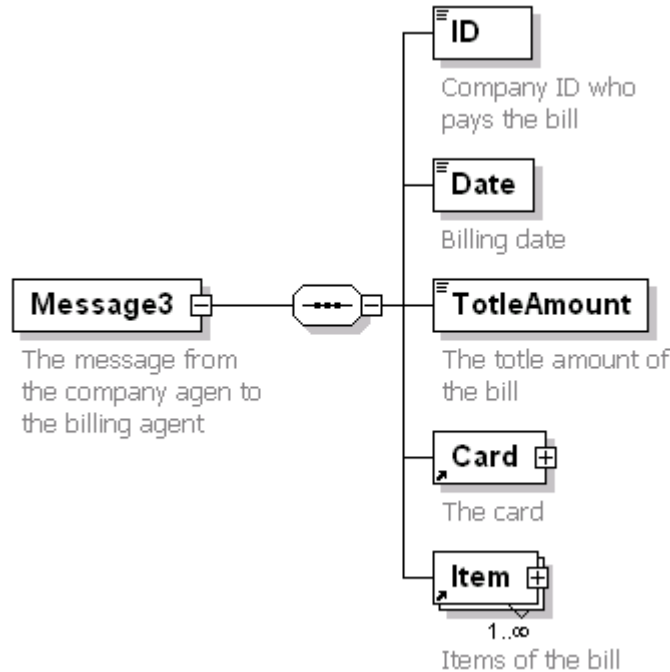 ID
Company ID who
pays the bill
Date
Billing date
Message3
The message from
the company agen to
the billing agent
TotleAmount
The totle amount of
the bill
Card
The card
Item
1..∞
Items of the bill